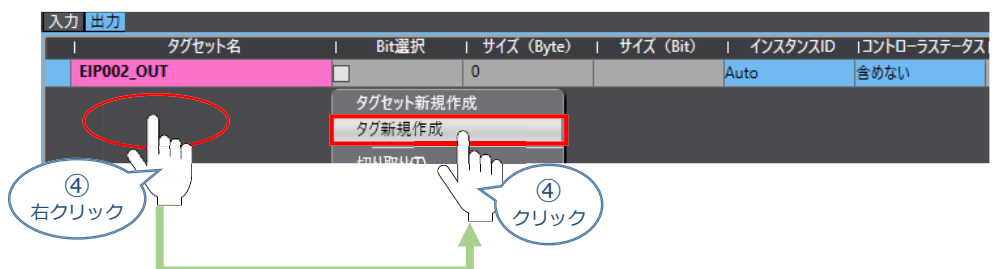 入力 出力
タグセット名 Bit選択 サイズ (Byte) サイズ (Bit) インスタンスID コントローラステータス
EIP002_OUT 0 Auto 含めない
タグセット新規作成
タグ新規作成
④
右クリック
④
クリック